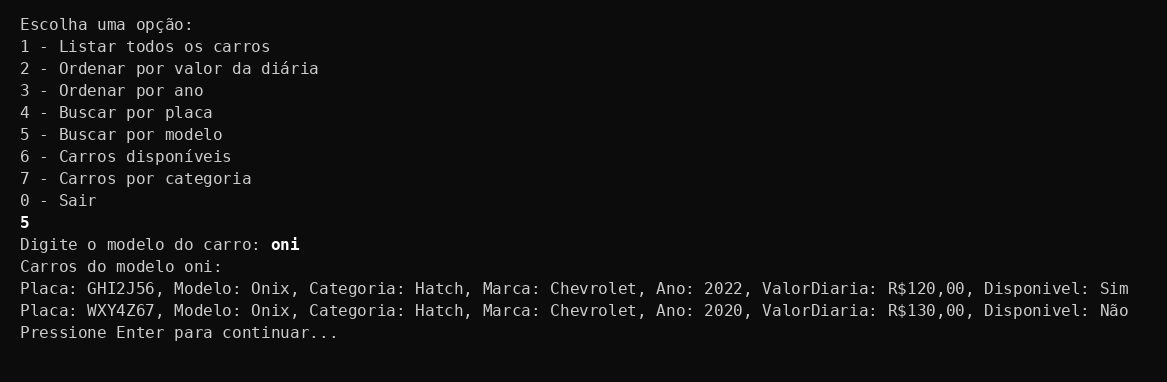 Escolha uma opção:
1 - Listar todos os carros
2 - Ordenar por valor da diária
3 - Ordenar por ano
4 - Buscar por placa
5 - Buscar por modelo
6 - Carros disponíveis
7 - Carros por categoria
0 - Sair
5
Digite o modelo do carro: oni
Carros do modelo oni:
Placa: GHI2J56, Modelo: Onix, Categoria: Hatch, Marca: Chevrolet, Ano: 2022, ValorDiaria: R$120,00, Disponivel: Sim
Placa: WXY4Z67, Modelo: Onix, Categoria: Hatch, Marca: Chevrolet, Ano: 2020, ValorDiaria: R$130,00, Disponivel: Não
Pressione Enter para continuar...